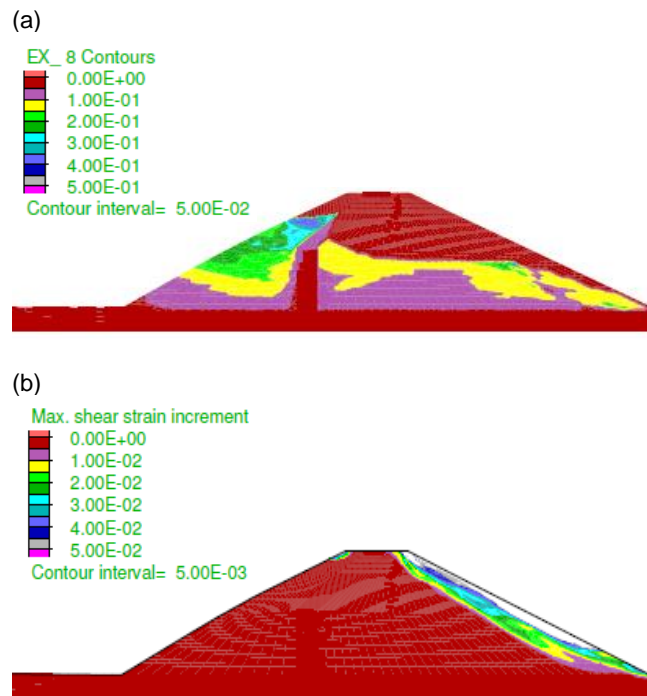 (a)
EX_ 8 Contours
0.00E+00
1.00E-01
2.00E-01
3.00E-01
4.00E-01
5.00E-01
Contour interval= 5.00E-02
(b)
Max. shear strain increment
0.00E+00
1.00E-02
2.00E-02
3.00E-02
4.00E-02
5.00E-02
Contour interval= 5.00E-03